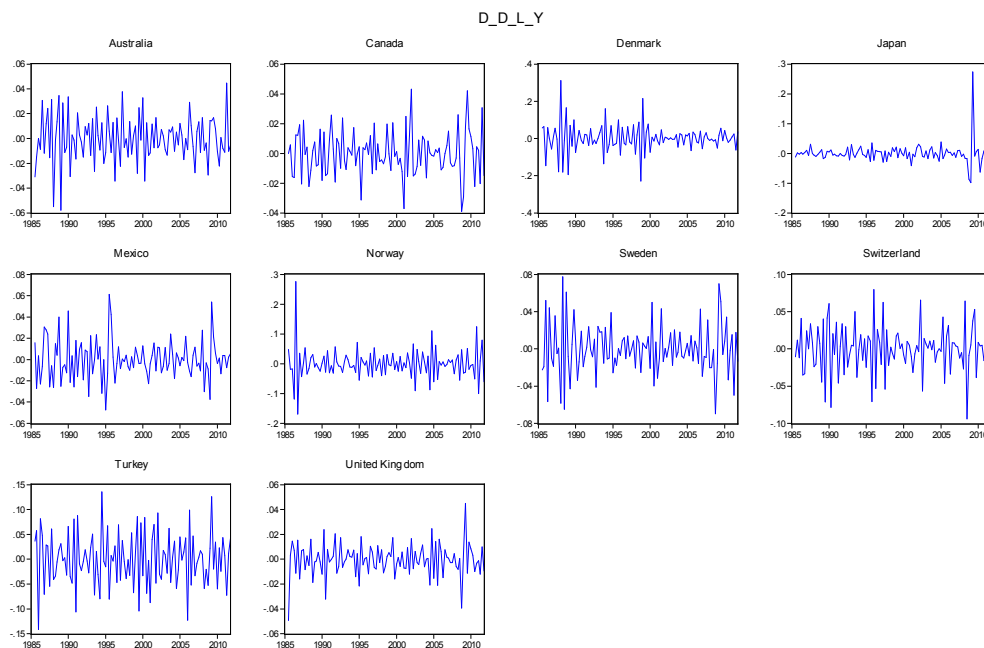 D_D_L_Y
Australia Canada Denmark Japan
.06 .06 .4 .3
.04 .04 .2 .2
.02 .02 .0 .1
.00 .00 -.2 .0
-.02 -.02 -.4 -.1
-.04 -.04 -.2
-.06
1985 1990 1995 2000 2005 2010 1985 1990 1995 2000 2005 2010 1985 1990 1995 2000 2005 2010 1985 1990 1995 2000 2005 2010
Mexico Norway Sweden Switzerland
.08 .3 .08 .10
.06 .2 .04 .05
.04 .1 .00 .00
.02 .0 -.04 -.05
.00 -.1 -.08 -.10
-.02 -.2
-.04
-.06
1985 1990 1995 2000 2005 2010 1985 1990 1995 2000 2005 2010 1985 1990 1995 2000 2005 2010 1985 1990 1995 2000 2005 2010
Turkey United Kingdom
.15 .06
.10 .04
.05 .02
.00 .00
-.05 -.02
-.10 -.04
-.15 -.06
1985 1990 1995 2000 2005 2010 1985 1990 1995 2000 2005 2010